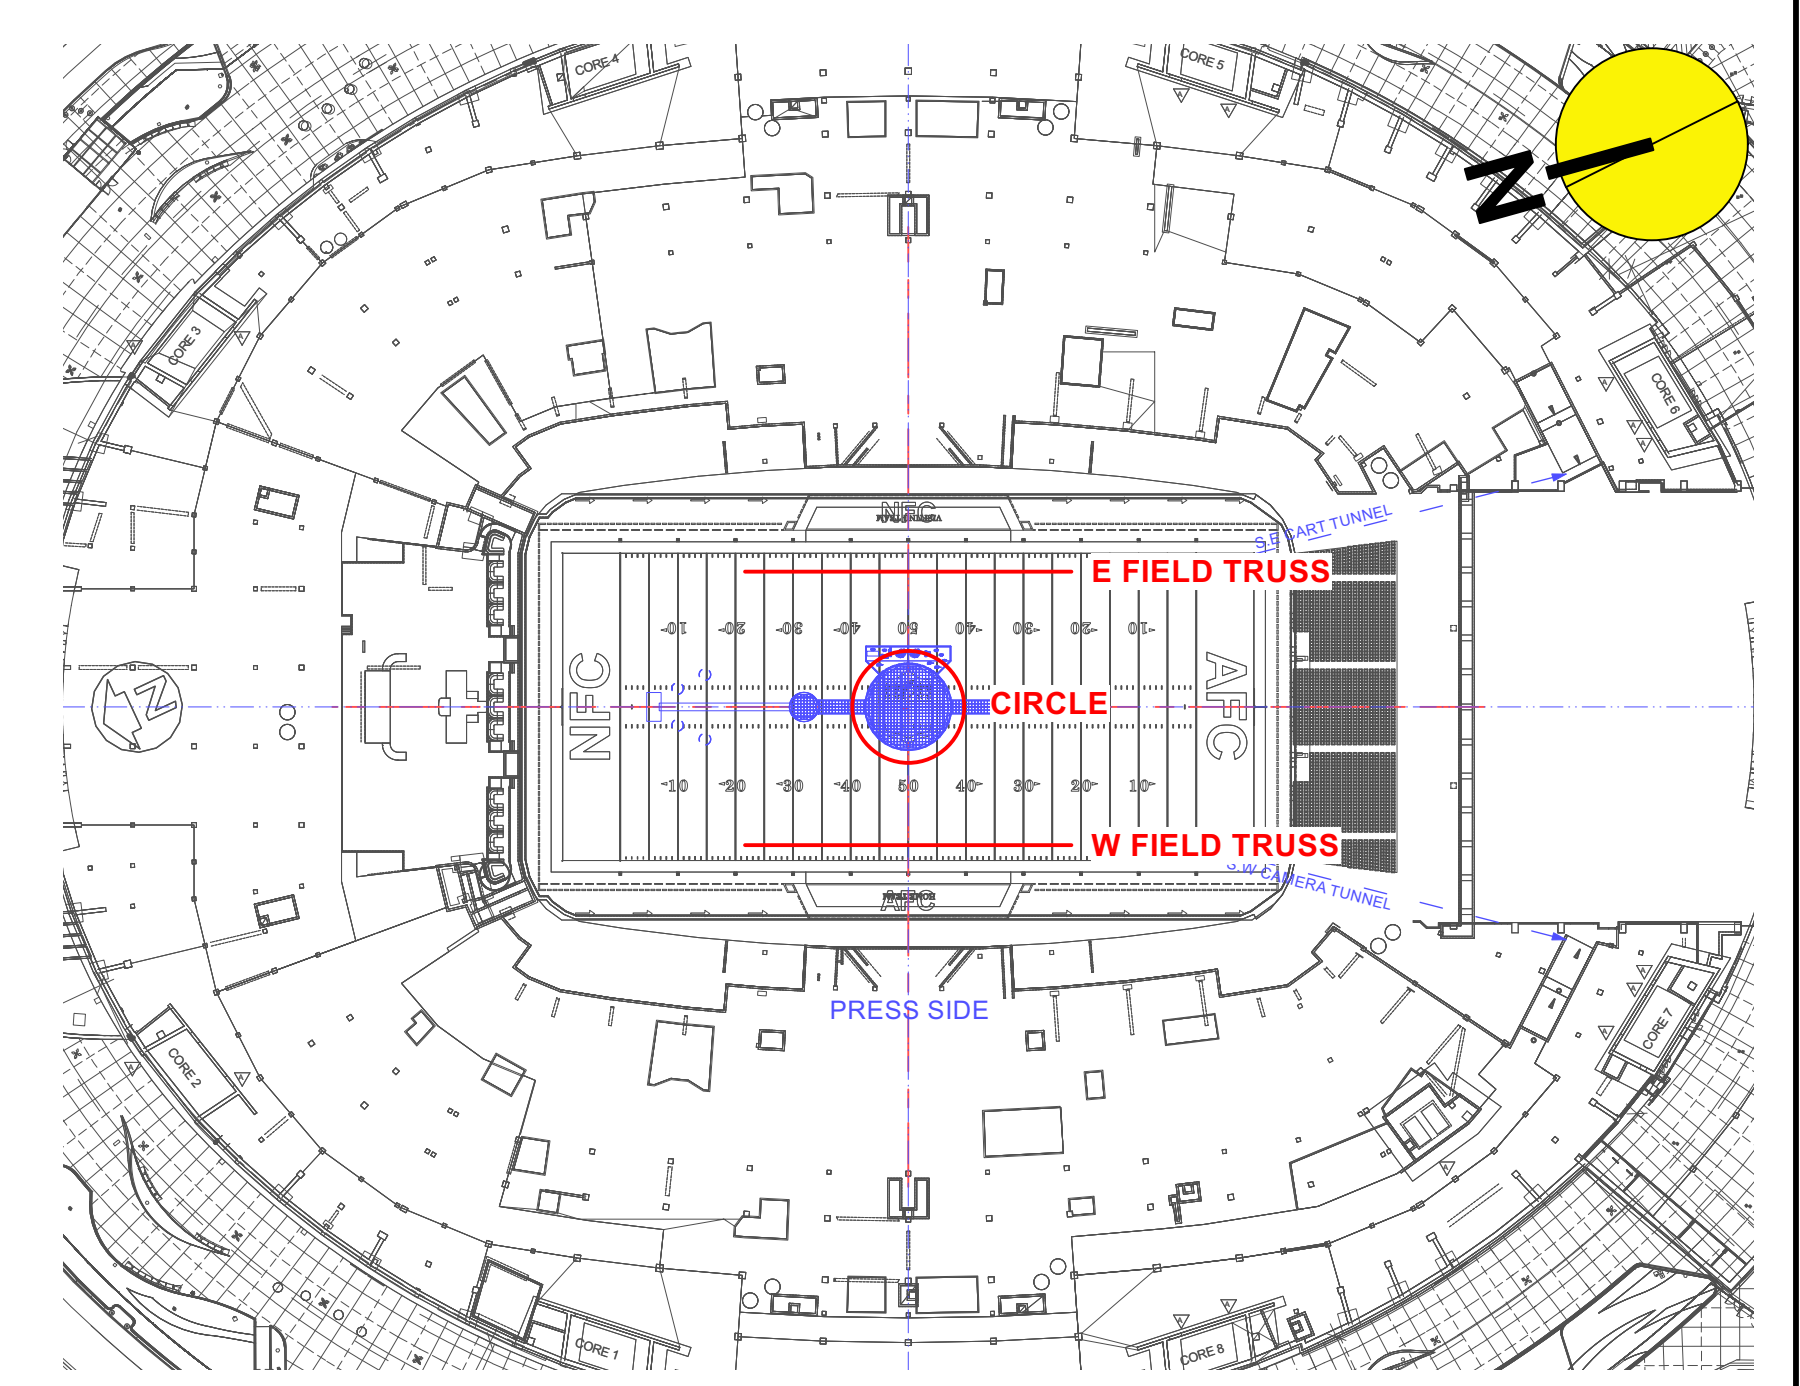 CORE 4
CORE 5
N
CORE 3
CORE 6
NFC
S.E CART TUNNEL
E FIELD TRUSS
10 20 30 40 50 40 30 20 10
NFC
AFC
CIRCLE
N
10 20 30 40 50 40 30 20 10
W FIELD TRUSS
S.W CAMERA TUNNEL
AFC
PRESS SIDE
CORE 2
CORE 7
CORE 1
CORE 8